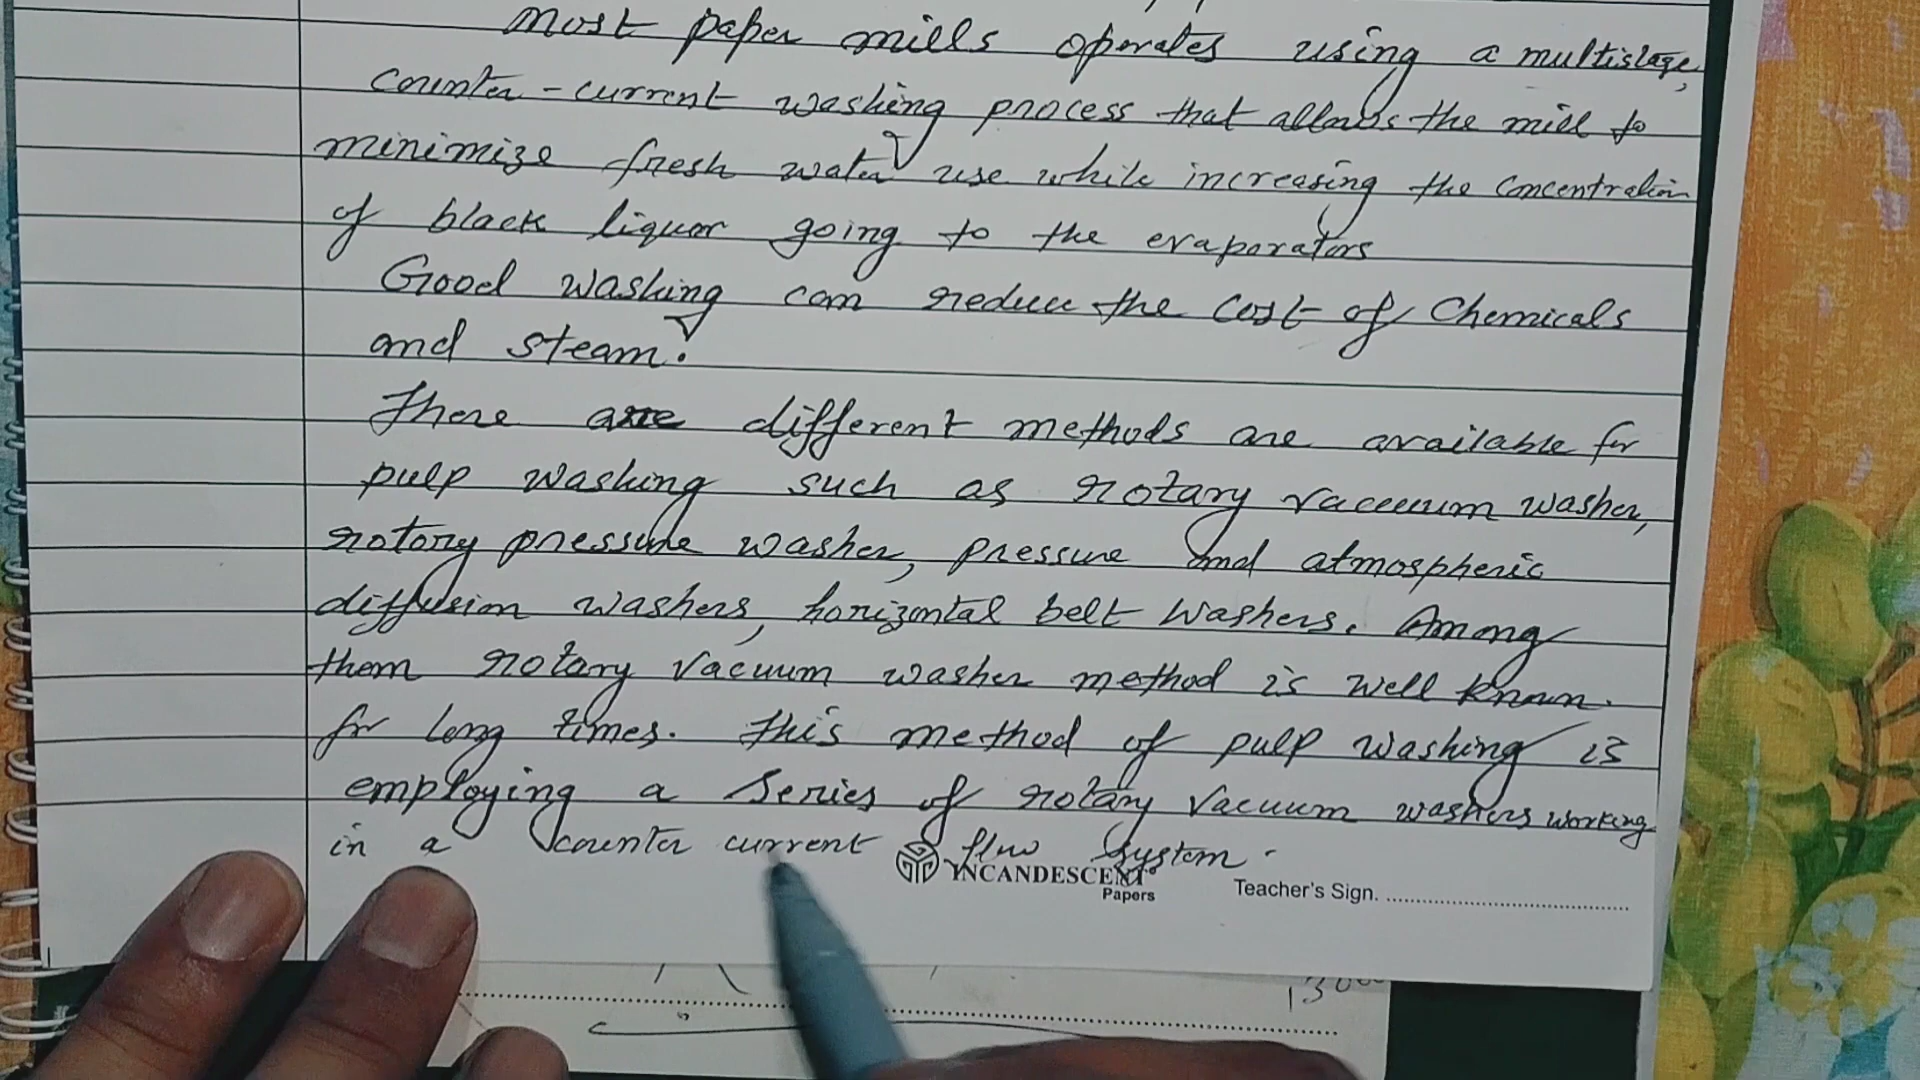 most paper mills operates using a multistage,
counter-current washing process that allows the mill to
minimize fresh water use while increasing the concentration
of black liquor going to the evaporators
Good washing can reduce the cost of Chemicals
and steam.
There are different methods are available for
pulp washing such as rotary vacuum washer,
rotory pressure washer, pressure and atmospheric
diffusion washers, horizontal belt washers. Among
them rotary vacuum washer method is well known.
for long times. This method of pulp washing is
employing a series of rotary vacuum washers working
in a counter current flow system.
INCANDESCENT
Papers
Teacher's Sign. ........................................